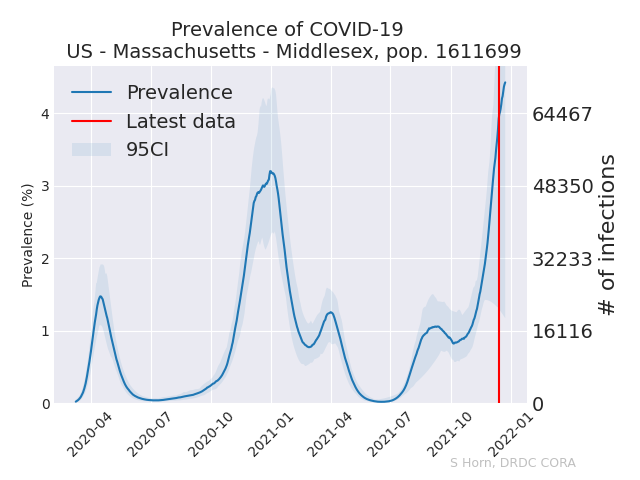 Prevalence of COVID-19
US - Massachusetts - Middlesex, pop. 1611699
Prevalence
Latest data
95CI
Prevalence (%)
4
3
2
1
0
64467
48350
32233
16116
0
# of infections
2020-04
2020-07
2020-10
2021-01
2021-04
2021-07
2021-10
2022-01
S Horn, DRDC CORA